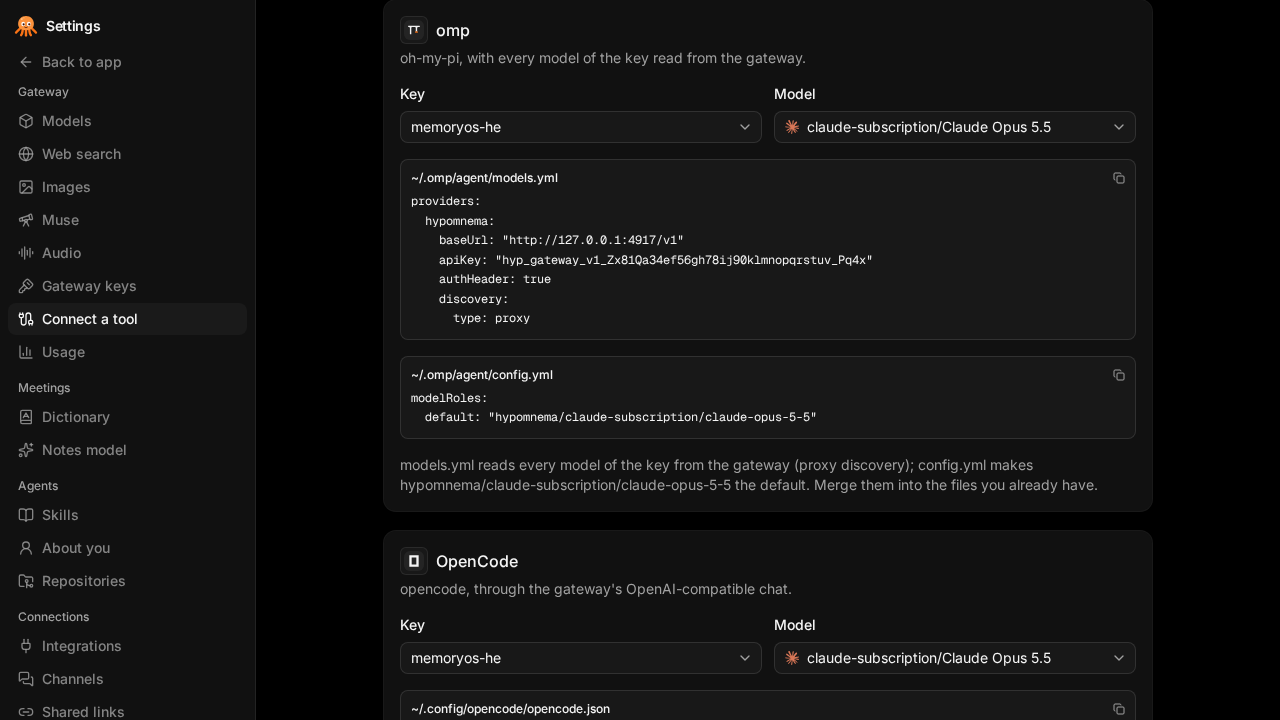 Settings
Back to app
Gateway
Models
Web search
Images
Muse
Audio
Gateway keys
Connect a tool
Usage
Meetings
Dictionary
Notes model
Agents
Skills
About you
Repositories
Connections
Integrations
Channels
Shared links
omp
oh-my-pi, with every model of the key read from the gateway.
Key
Model
memoryos-he
claude-subscription/Claude Opus 5.5
~/.omp/agent/models.yml
providers:
  hypomnema:
    baseUrl: "http://127.0.0.1:4917/v1"
    apiKey: "hyp_gateway_v1_Zx81Qa34ef56gh78ij90klmnopqrstuv_Pq4x"
    authHeader: true
    discovery:
      type: proxy
~/.omp/agent/config.yml
modelRoles:
  default: "hypomnema/claude-subscription/claude-opus-5-5"
models.yml reads every model of the key from the gateway (proxy discovery); config.yml makes
hypomnema/claude-subscription/claude-opus-5-5 the default. Merge them into the files you already have.
OpenCode
opencode, through the gateway's OpenAI-compatible chat.
Key
Model
memoryos-he
claude-subscription/Claude Opus 5.5
~/.config/opencode/opencode.json